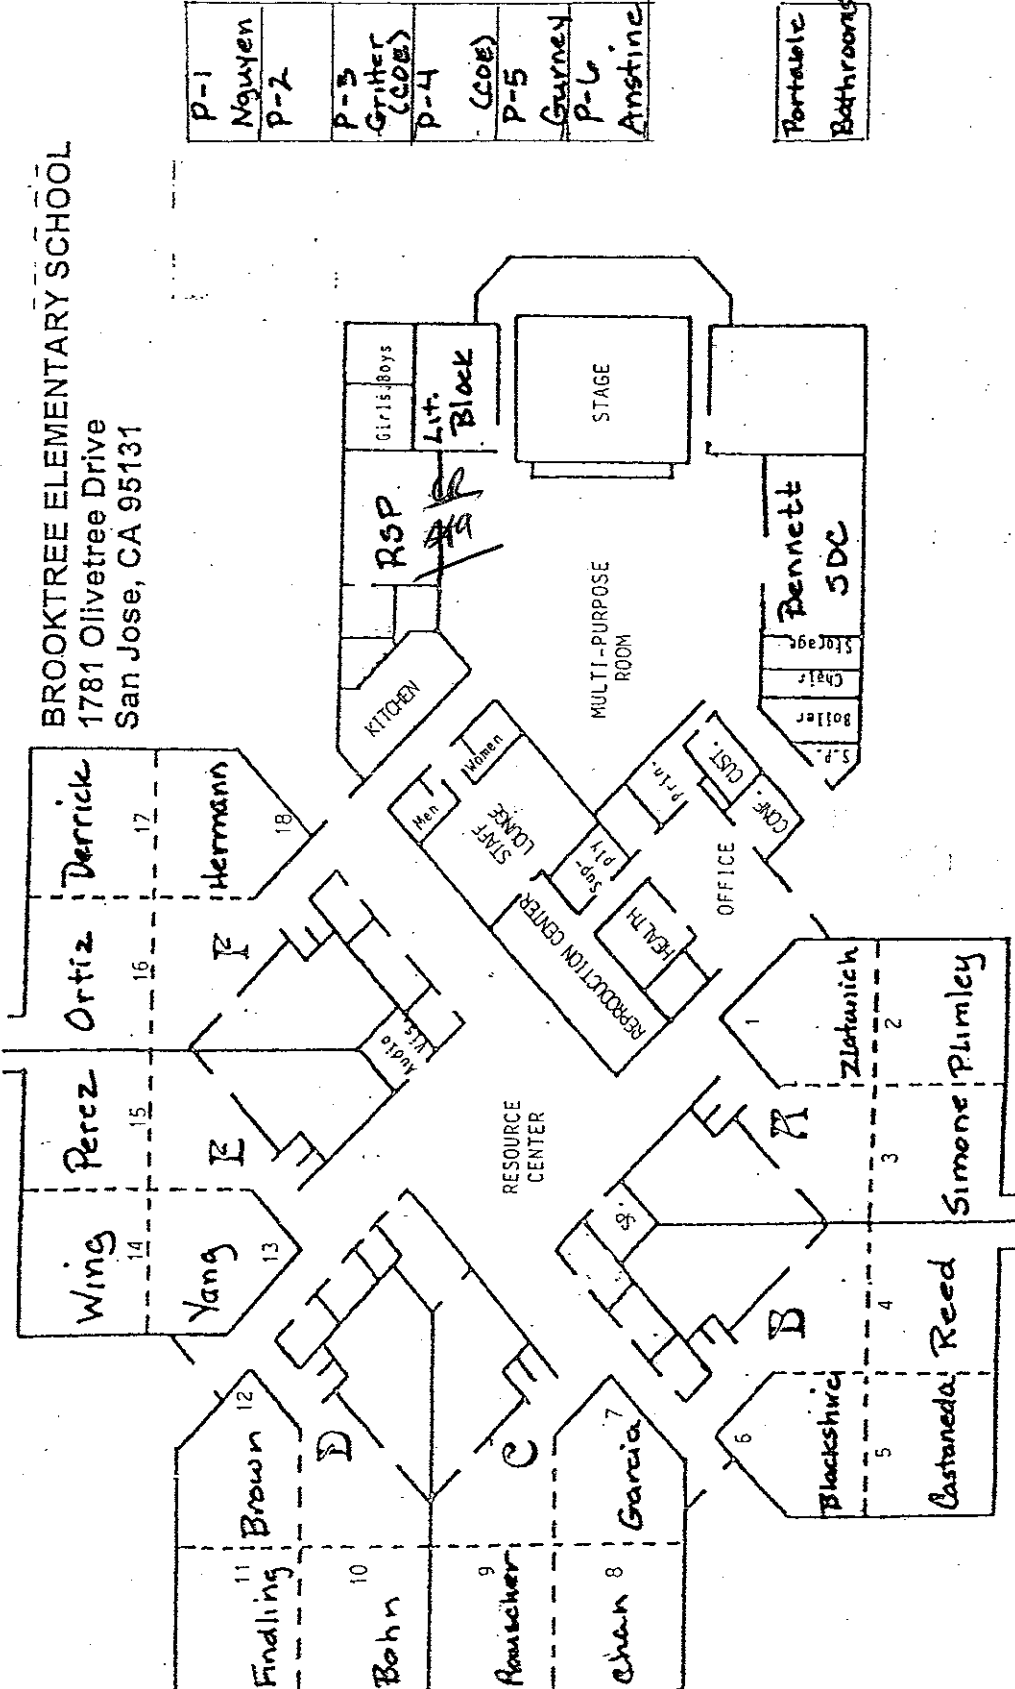 BROOKTREE ELEMENTARY SCHOOL
1781 Olivetree Drive
San Jose, CA 95131
P-1
Nguyen
P-2
P-3
Gritter
(COE)
P-4
(COE)
P-5
Gurney
P-6
Anstine
Portable
Bathrooms
Derrick
17
Hermann
18
Ortiz
16
F
Perez
15
E
Wing
14
Yang
13
Audio
Vis.
KITCHEN
RSP
Girls
Boys
Lit.
Block
STAGE
MULTI-PURPOSE
ROOM
Men
Women
STAFF
LOUNGE
Sup-
ply
Prin.
CUST.
CONF.
REPRODUCTION CENTER
HEALTH
OFFICE
Bennett
SDC
Storage
Chair
Boiler
S.P.
RESOURCE
CENTER
1
Zlatunich
2
Plimley
A
3
Simone
B
4
Reed
6
Blackshire
5
Castaneda
12
Brown
D
11
Findling
10
Bohn
C
9
Rauscher
7
Garcia
8
Chan